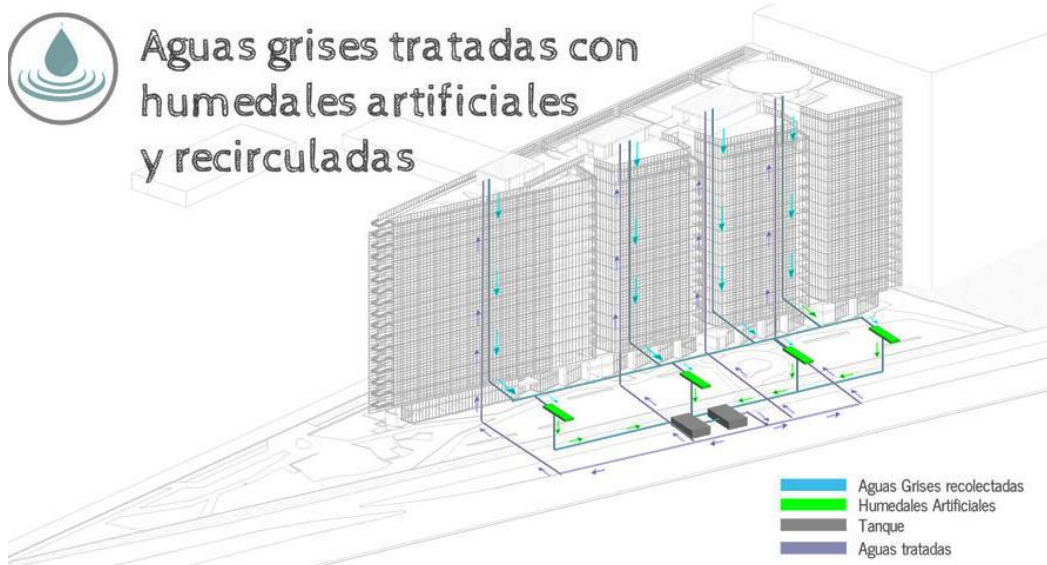 Aguas grises tratadas con
humedales artificiales
y recirculadas
Aguas Grises recolectadas
Humedales Artificiales
Tanque
Aguas tratadas